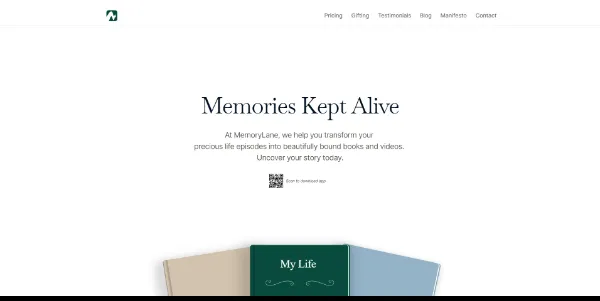 Pricing Gifting Testimonials Blog Manifesto Contact
Memories Kept Alive
At MemoryLane, we help you transform your
precious life episodes into beautifully bound books and videos.
Uncover your story today.
Scan to download app
My Life